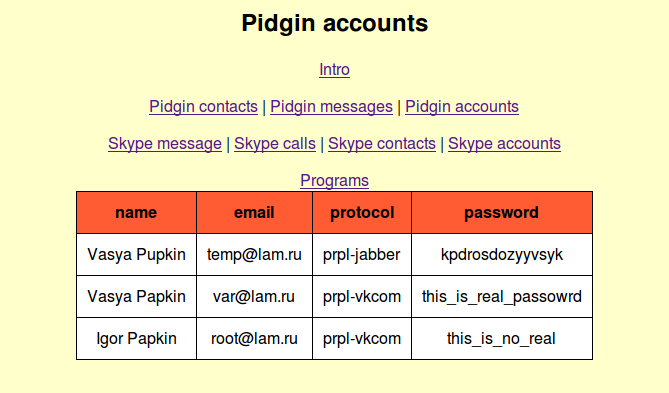 Pidgin accounts
Intro
Pidgin contacts | Pidgin messages | Pidgin accounts
Skype message | Skype calls | Skype contacts | Skype accounts
Programs
name email protocol password
Vasya Pupkin temp@lam.ru prpl-jabber kpdrosdozyyvsyk
Vasya Papkin var@lam.ru prpl-vkcom this_is_real_passowrd
Igor Papkin root@lam.ru prpl-vkcom this_is_no_real